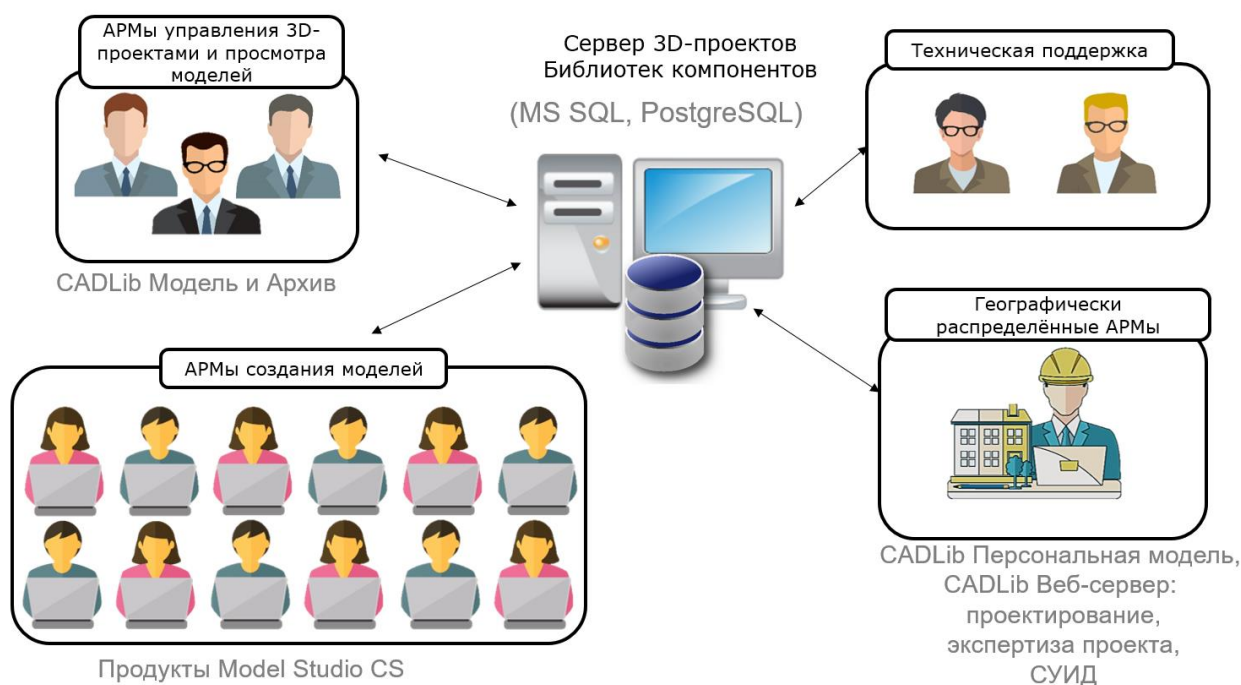 АРМы управления 3D-
проектами и просмотра
моделей
CADLib Модель и Архив
Сервер 3D-проектов
Библиотек компонентов
(MS SQL, PostgreSQL)
Техническая поддержка
АРМы создания моделей
Продукты Model Studio CS
Географически
распределённые АРМы
CADLib Персональная модель,
CADLib Веб-сервер:
проектирование,
экспертиза проекта,
СУИД